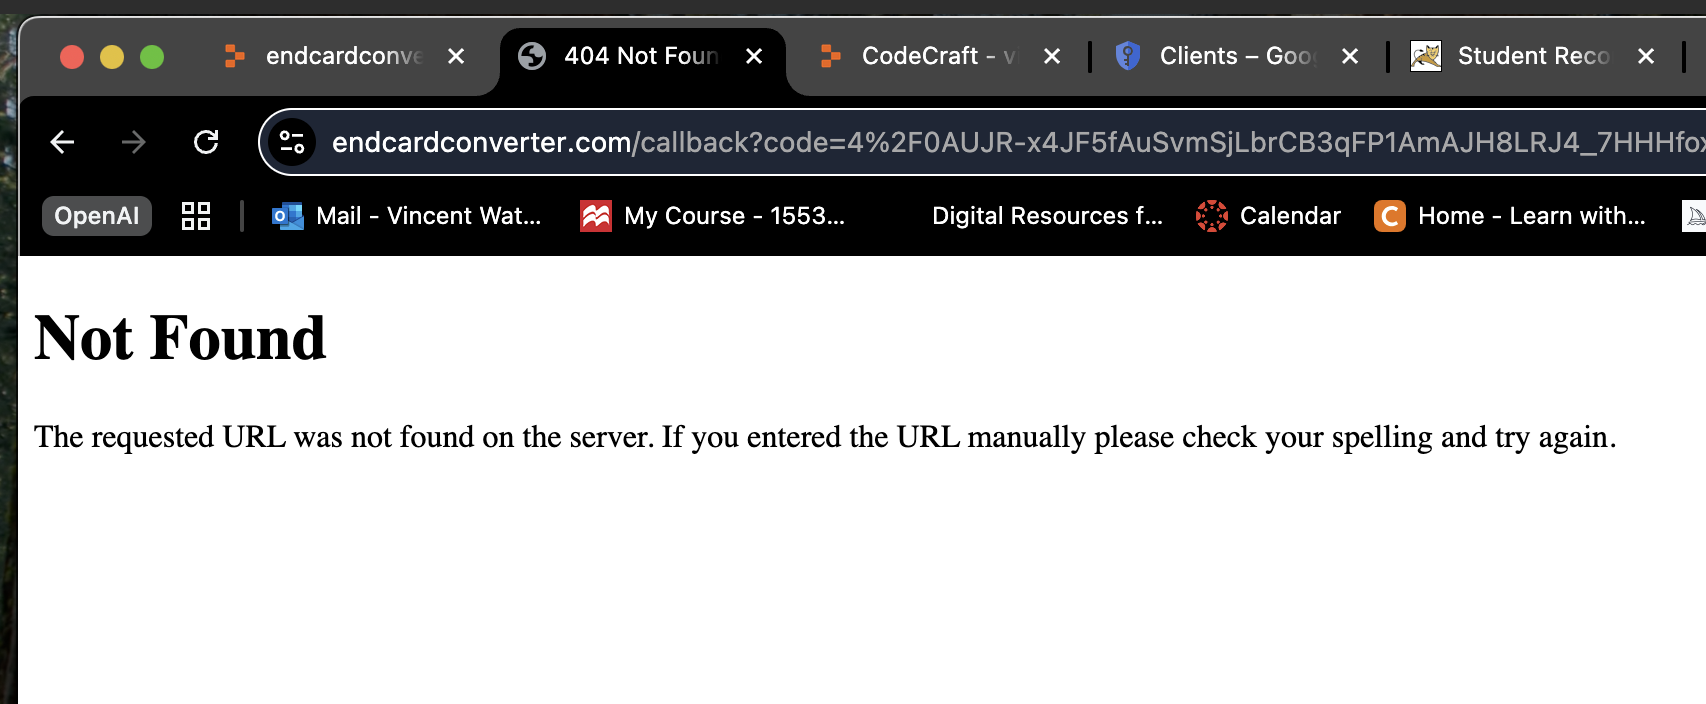 endcardconve
404 Not Foun
CodeCraft - v
Clients – Goog
Student Reco
endcardconverter.com/callback?code=4%2F0AUJR-x4JF5fAuSvmSjLbrCB3qFP1AmAJH8LRJ4_7HHHfox
OpenAI
Mail - Vincent Wat...
My Course - 1553...
Digital Resources f...
Calendar
Home - Learn with...
Not Found
The requested URL was not found on the server. If you entered the URL manually please check your spelling and try again.